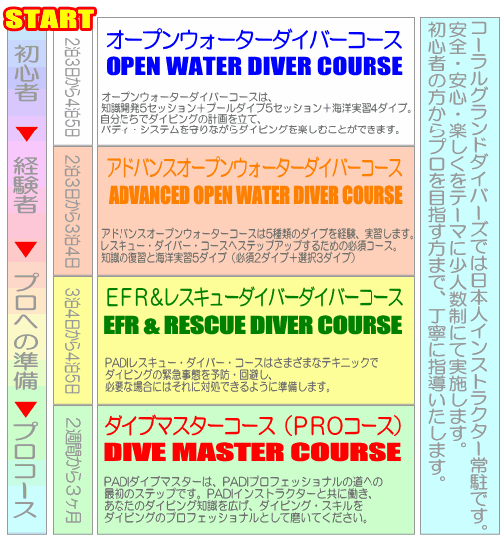 START
初心者
経験者
プロへの準備
プロコース
2泊3日から4泊5日
オープンウォーターダイバーコース
OPEN WATER DIVER COURSE
オープンウォーターダイバーコースは、
知識開発5セッション+プールダイブ5セッション+海洋実習4ダイブ。
自分たちでダイビングの計画を立て、
バディ・システムを守りながらダイビングを楽しむことができます。
2泊3日から3泊4日
アドバンスオープンウォーターダイバーコース
ADVANCED OPEN WATER DIVER COURSE
アドバンスオープンウォーターコースは5種類のダイブを経験、実習します。
レスキュー・ダイバー・コースへステップアップするための必須コース。
知識の復習と海洋実習5ダイブ(必須2ダイブ+選択3ダイブ)
3泊4日から4泊5日
EFR&レスキューダイバーダイバーコース
EFR & RESCUE DIVER COURSE
PADIレスキュー・ダイバー・コースはさまざまなテキニックで
ダイビングの緊急事態を予防・回避し、
必要な場合にはそれに対処できるように準備します。
2週間から3ヶ月
ダイブマスターコース(PROコース)
DIVE MASTER COURSE
PADIダイブマスターは、PADIプロフェッショナルの道への
最初のステップです。PADIインストラクターと共に働き、
あなたのダイビング知識を広げ、ダイビング・スキルを
ダイビングのプロフェッショナルとして磨いてください。
コーラルグランドダイバーズでは日本人インストラクター常駐です。
安全・安心・楽しくをテーマに少人数制にて実施します。
初心者の方からプロを目指す方まで、丁寧に指導いたします。